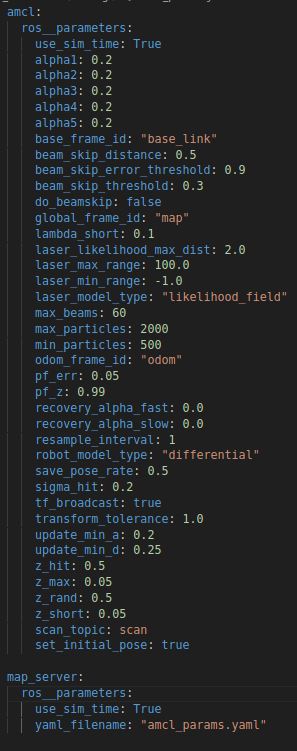 amcl:
ros__parameters:
use_sim_time: True
alpha1: 0.2
alpha2: 0.2
alpha3: 0.2
alpha4: 0.2
alpha5: 0.2
base_frame_id: "base_link"
beam_skip_distance: 0.5
beam_skip_error_threshold: 0.9
beam_skip_threshold: 0.3
do_beamskip: false
global_frame_id: "map"
lambda_short: 0.1
laser_likelihood_max_dist: 2.0
laser_max_range: 100.0
laser_min_range: -1.0
laser_model_type: "likelihood_field"
max_beams: 60
max_particles: 2000
min_particles: 500
odom_frame_id: "odom"
pf_err: 0.05
pf_z: 0.99
recovery_alpha_fast: 0.0
recovery_alpha_slow: 0.0
resample_interval: 1
robot_model_type: "differential"
save_pose_rate: 0.5
sigma_hit: 0.2
tf_broadcast: true
transform_tolerance: 1.0
update_min_a: 0.2
update_min_d: 0.25
z_hit: 0.5
z_max: 0.05
z_rand: 0.5
z_short: 0.05
scan_topic: scan
set_initial_pose: true
map_server:
ros__parameters:
use_sim_time: True
yaml_filename: "amcl_params.yaml"